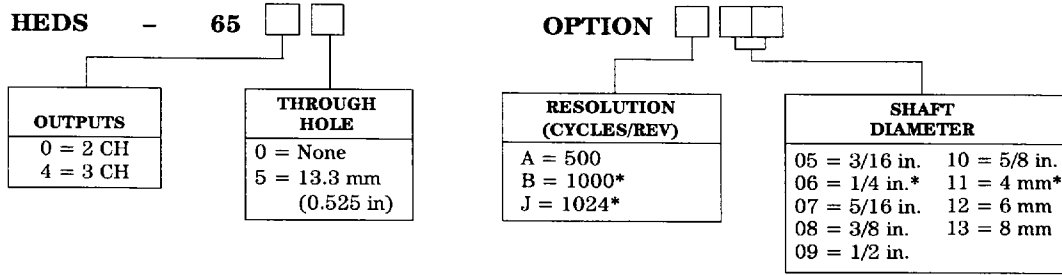 HEDS – 65 OPTION
OUTPUTS
0 = 2 CH
4 = 3 CH
THROUGH
HOLE
0 = None
5 = 13.3 mm
(0.525 in)
RESOLUTION
(CYCLES/REV)
A = 500
B = 1000*
J = 1024*
SHAFT
DIAMETER
05 = 3/16 in. 10 = 5/8 in.
06 = 1/4 in.* 11 = 4 mm*
07 = 5/16 in. 12 = 6 mm
08 = 3/8 in. 13 = 8 mm
09 = 1/2 in.